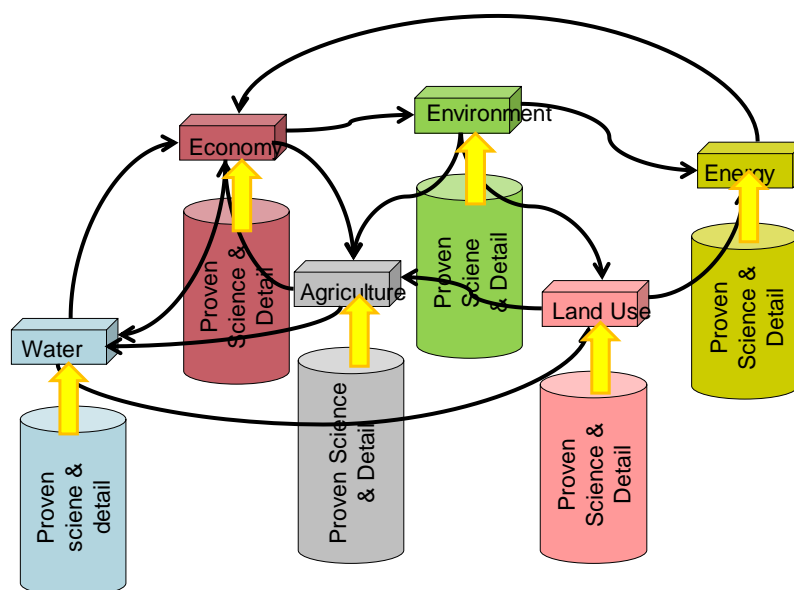 Environment
Economy
Energy
Agriculture
Land Use
Water
Proven
Science &
Detail
Proven
Sciene
& Detail
Proven
Science &
Detail
Proven Science
& Detail
Proven
Science &
Detail
Proven
sciene &
detail